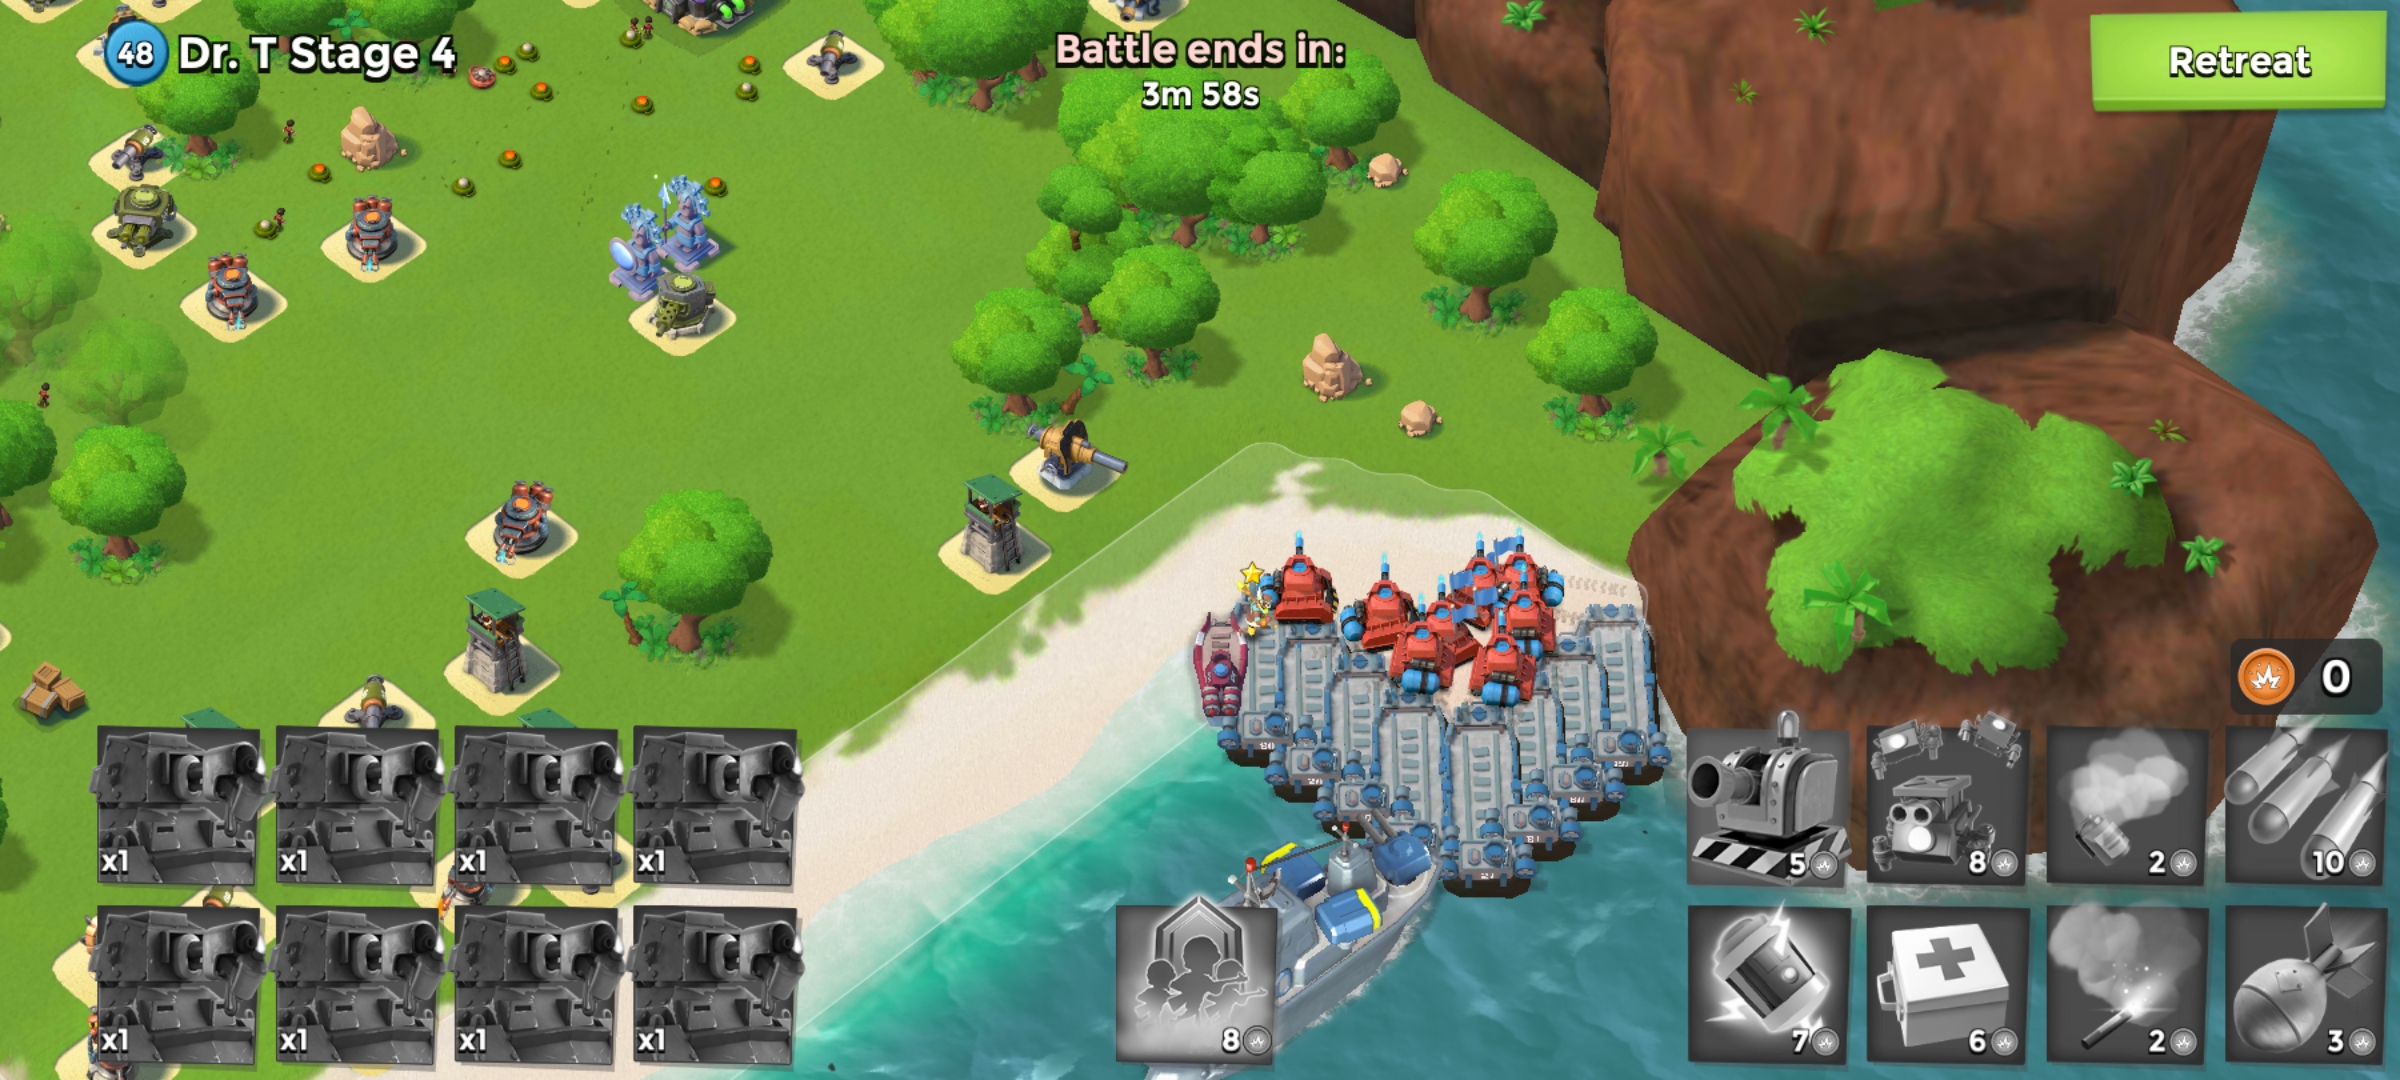 48 Dr. T Stage 4
Battle ends in:
3m 58s
Retreat
0
x1 x1 x1 x1
5 8 2 10
x1 x1 x1 x1
8
7 6 2 3